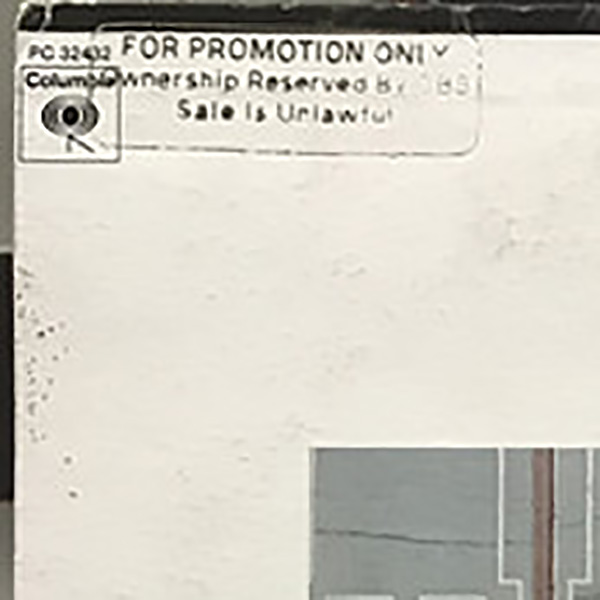 PC 32432
FOR PROMOTION ONLY
Columbia
Ownership Reserved By CBS
Sale Is Unlawful